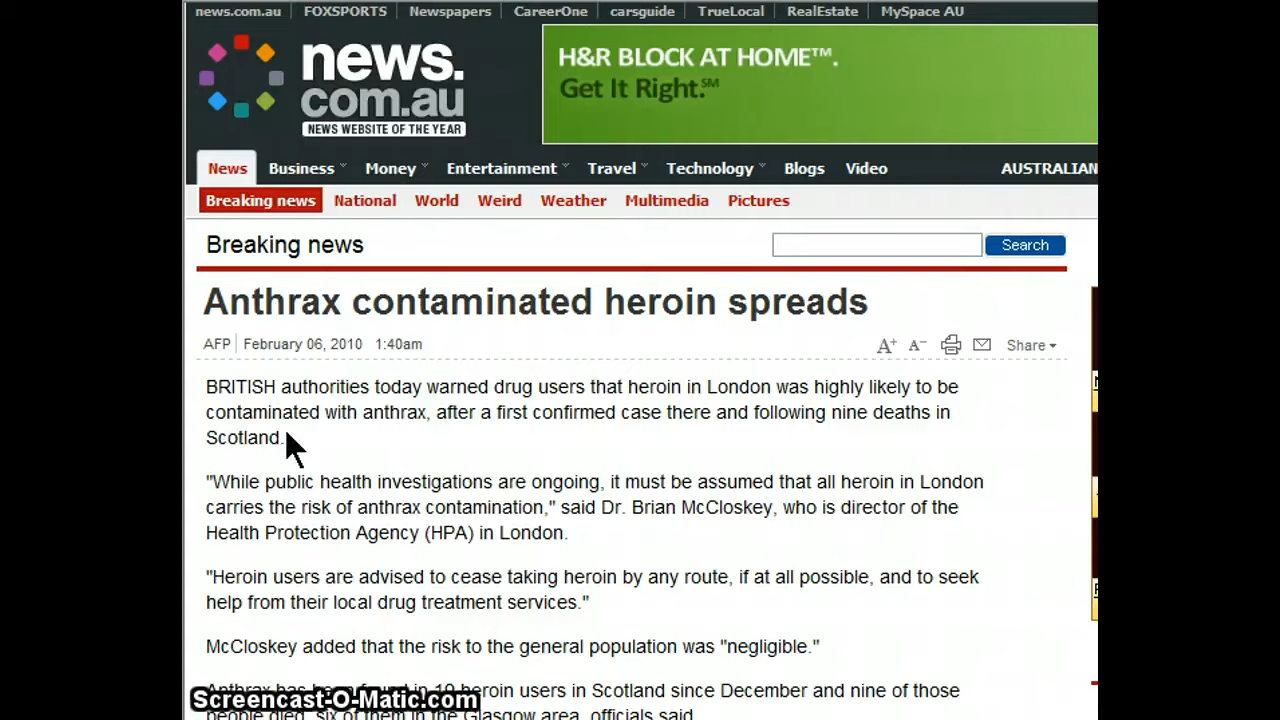 news.com.au FOXSPORTS Newspapers CareerOne carsguide TrueLocal RealEstate MySpace AU
news.
com.au
NEWS WEBSITE OF THE YEAR
H&R BLOCK AT HOME™.
Get It Right.℠
News Business Money Entertainment Travel Technology Blogs Video AUSTRALIAN
Breaking news National World Weird Weather Multimedia Pictures
Breaking news Search
Anthrax contaminated heroin spreads
AFP February 06, 2010 1:40am A+ A- Share
BRITISH authorities today warned drug users that heroin in London was highly likely to be
contaminated with anthrax, after a first confirmed case there and following nine deaths in
Scotland.
"While public health investigations are ongoing, it must be assumed that all heroin in London
carries the risk of anthrax contamination," said Dr. Brian McCloskey, who is director of the
Health Protection Agency (HPA) in London.
"Heroin users are advised to cease taking heroin by any route, if at all possible, and to seek
help from their local drug treatment services."
McCloskey added that the risk to the general population was "negligible."
Anthrax has been found in 19 heroin users in Scotland since December and nine of those
people died, six of them in the Glasgow area, officials said.
Screencast-O-Matic.com